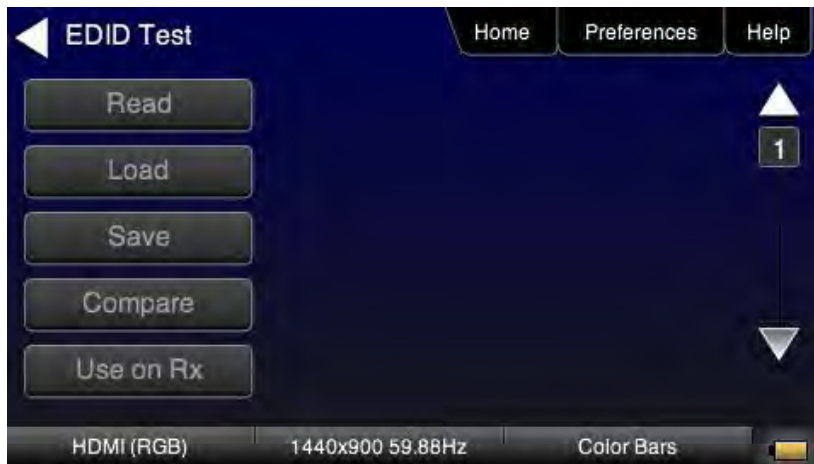 EDID Test
Home
Preferences
Help
Read
1
Load
Save
Compare
Use on Rx
HDMI (RGB)
1440x900 59.88Hz
Color Bars